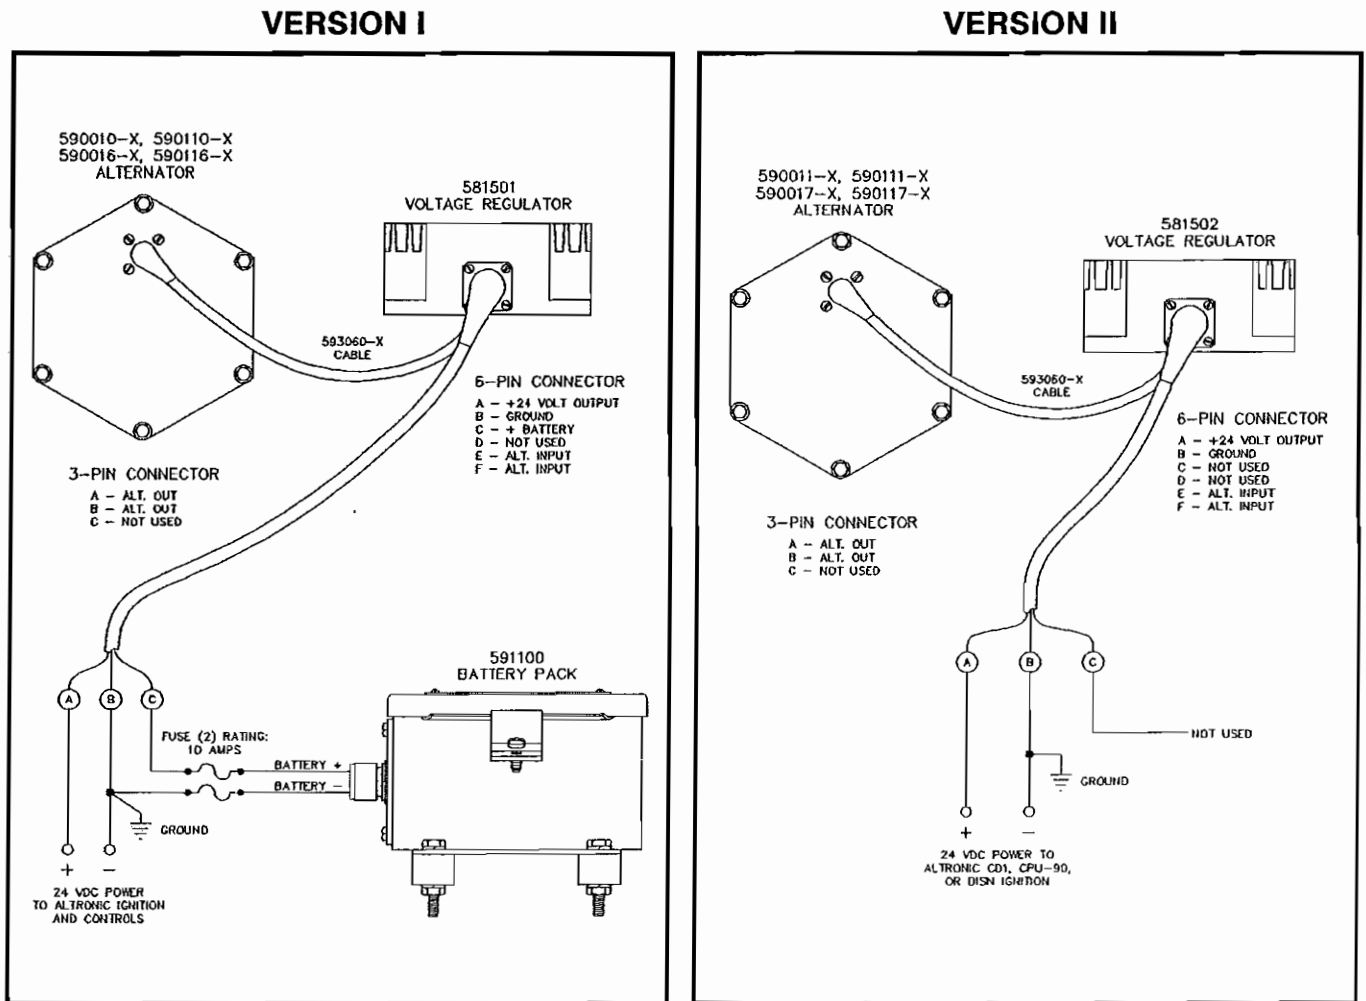 VERSION I
590010-X, 590110-X
590016-X, 590116-X
ALTERNATOR
581501
VOLTAGE REGULATOR
593060-X
CABLE
6-PIN CONNECTOR
A - +24 VOLT OUTPUT
B - GROUND
C - + BATTERY
D - NOT USED
E - ALT. INPUT
F - ALT. INPUT
3-PIN CONNECTOR
A - ALT. OUT
B - ALT. OUT
C - NOT USED
591100
BATTERY PACK
A
B
C
FUSE (2) RATING:
10 AMPS
BATTERY +
BATTERY -
GROUND
+
-
24 VDC POWER
TO ALTRONIC IGNITION
AND CONTROLS
VERSION II
590011-X, 590111-X
590017-X, 590117-X
ALTERNATOR
581502
VOLTAGE REGULATOR
593060-X
CABLE
6-PIN CONNECTOR
A - +24 VOLT OUTPUT
B - GROUND
C - NOT USED
D - NOT USED
E - ALT. INPUT
F - ALT. INPUT
3-PIN CONNECTOR
A - ALT. OUT
B - ALT. OUT
C - NOT USED
A
B
C
NOT USED
GROUND
+
-
24 VDC POWER TO
ALTRONIC CD1, CPU-90,
OR DISN IGNITION